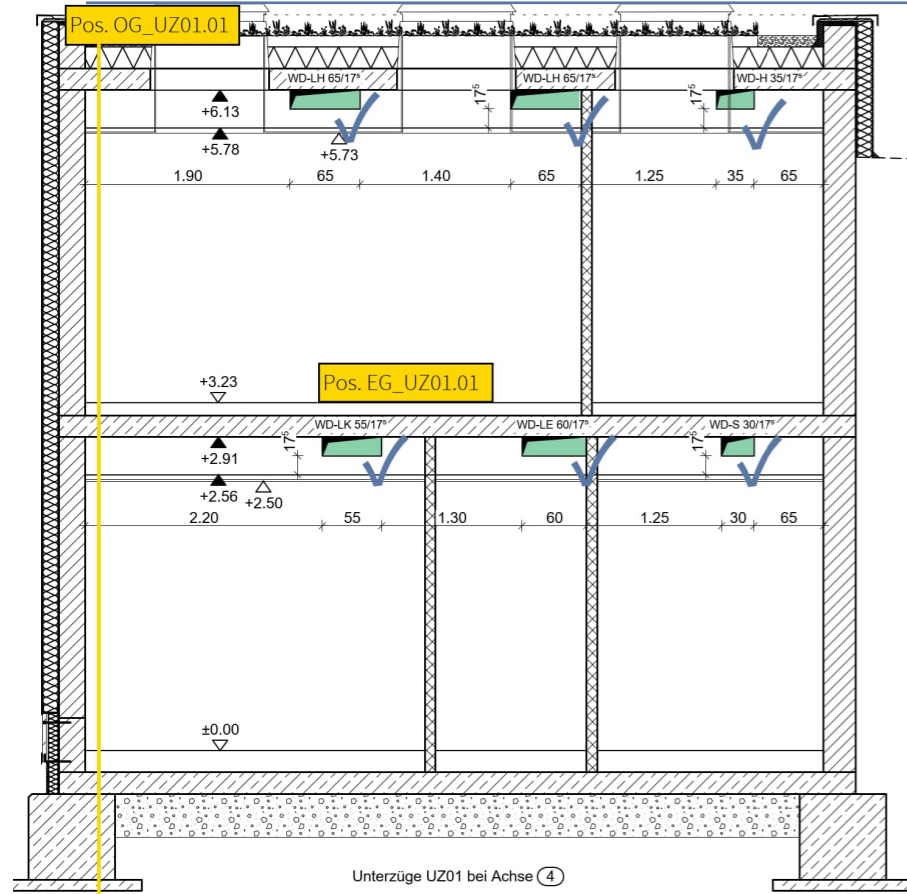 Pos. OG_UZ01.01
WD-LH 65/17⁵
WD-LH 65/17⁵
WD-H 35/17⁵
+6.13
17⁵
17⁵
+5.78
+5.73
1.90
65
1.40
65
1.25
35
65
+3.23
Pos. EG_UZ01.01
WD-LK 55/17⁵
WD-LE 60/17⁵
WD-S 30/17⁵
+2.91
17⁵
17⁵
+2.56
+2.50
2.20
55
1.30
60
1.25
30
65
±0.00
Unterzüge UZ01 bei Achse 4